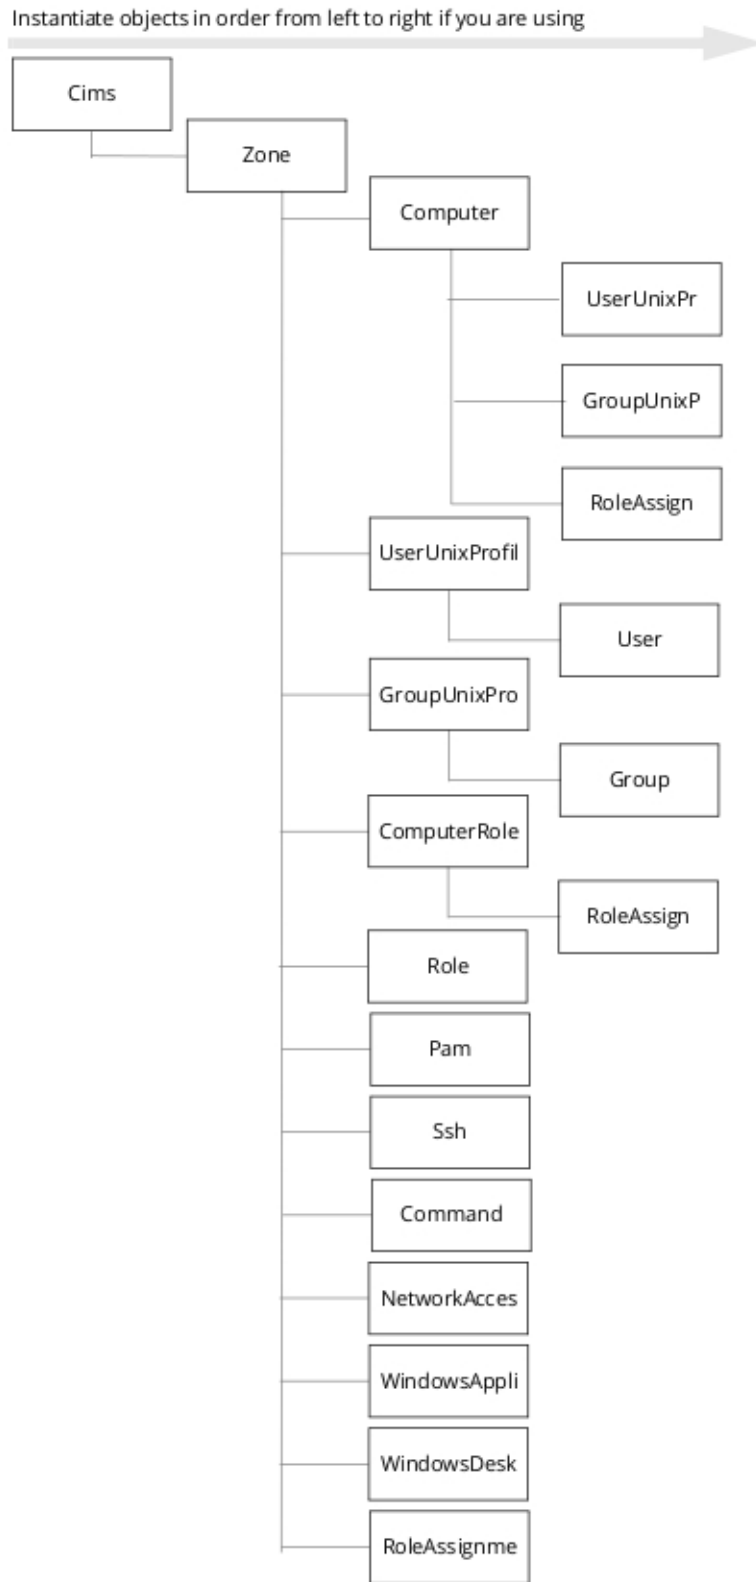 Instantiate objects in order from left to right if you are using
Cims
Zone
Computer
UserUnixPr
GroupUnixP
RoleAssign
UserUnixProfil
User
GroupUnixPro
Group
ComputerRole
RoleAssign
Role
Pam
Ssh
Command
NetworkAcces
WindowsAppli
WindowsDesk
RoleAssignme